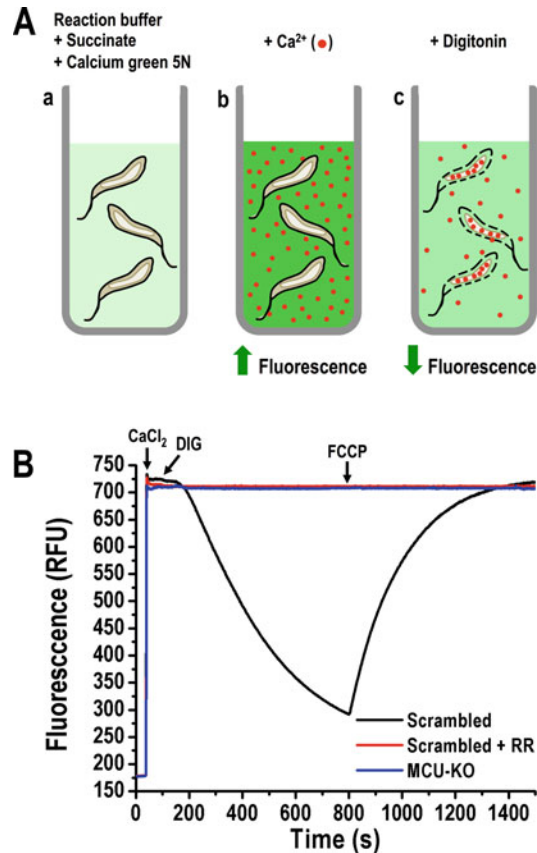 A
Reaction buffer
+ Succinate
+ Calcium green 5N
+ Ca²⁺ (●)
+ Digitonin
a
b
c
Fluorescence
Fluorescence
B
CaCl₂
DIG
FCCP
750
700
650
600
550
500
450
400
350
300
250
200
150
Fluoresccence (RFU)
0
200
400
600
800
1000
1200
1400
Time (s)
Scrambled
Scrambled + RR
MCU-KO